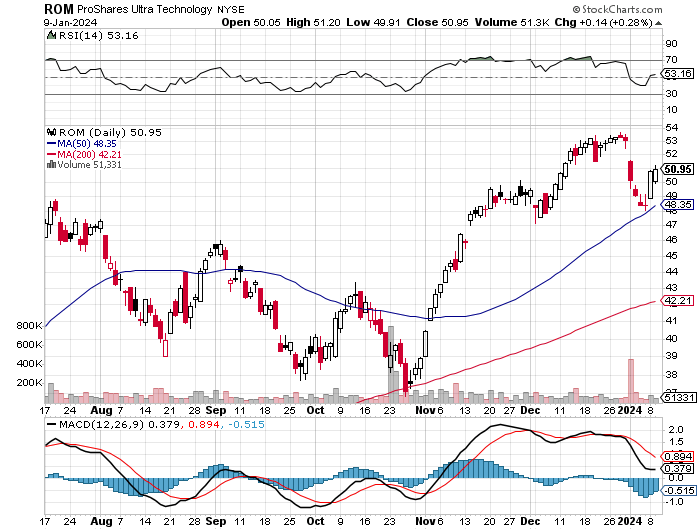 ROM ProShares Ultra Technology NYSE © StockCharts.com
9-Jan-2024 Open 50.05 High 51.20 Low 49.91 Close 50.95 Volume 51.3K Chg +0.14 (+0.28%)
RSI(14) 53.16
90
70
53.16
50
30
10
ROM (Daily) 50.95
MA(50) 48.35
MA(200) 42.21
Volume 51,331
54
53
52
50.95
50
49
48.35
47
46
45
44
43
42.21
41
40
39
38
37
800K
600K
400K
200K
51331
17 24 Aug 7 14 21 28 Sep 11 18 25 Oct 9 16 23 Nov 6 13 20 27 Dec 11 18 26 2024 8
MACD(12,26,9) 0.379, 0.894, -0.515
2.0
1.5
0.894
0.379
-0.515
-1.0
17 24 Aug 7 14 21 28 Sep 11 18 25 Oct 9 16 23 Nov 6 13 20 27 Dec 11 18 26 2024 8